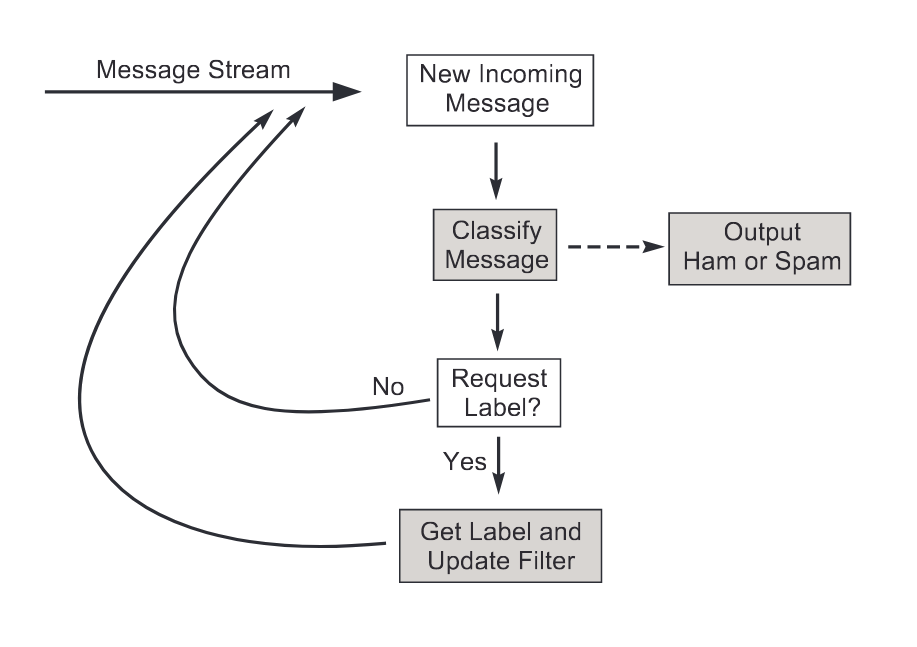 Message Stream
New Incoming
Message
Classify
Message
Output
Ham or Spam
Request
Label?
No
Yes
Get Label and
Update Filter